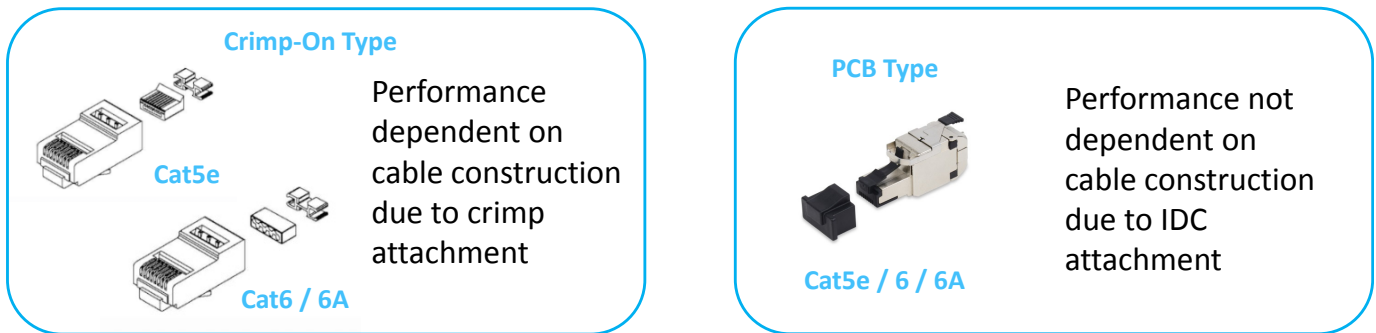 Crimp-On Type
Performance
dependent on
cable construction
due to crimp
attachment
Cat5e
Cat6 / 6A
PCB Type
Performance not
dependent on
cable construction
due to IDC
attachment
Cat5e / 6 / 6A